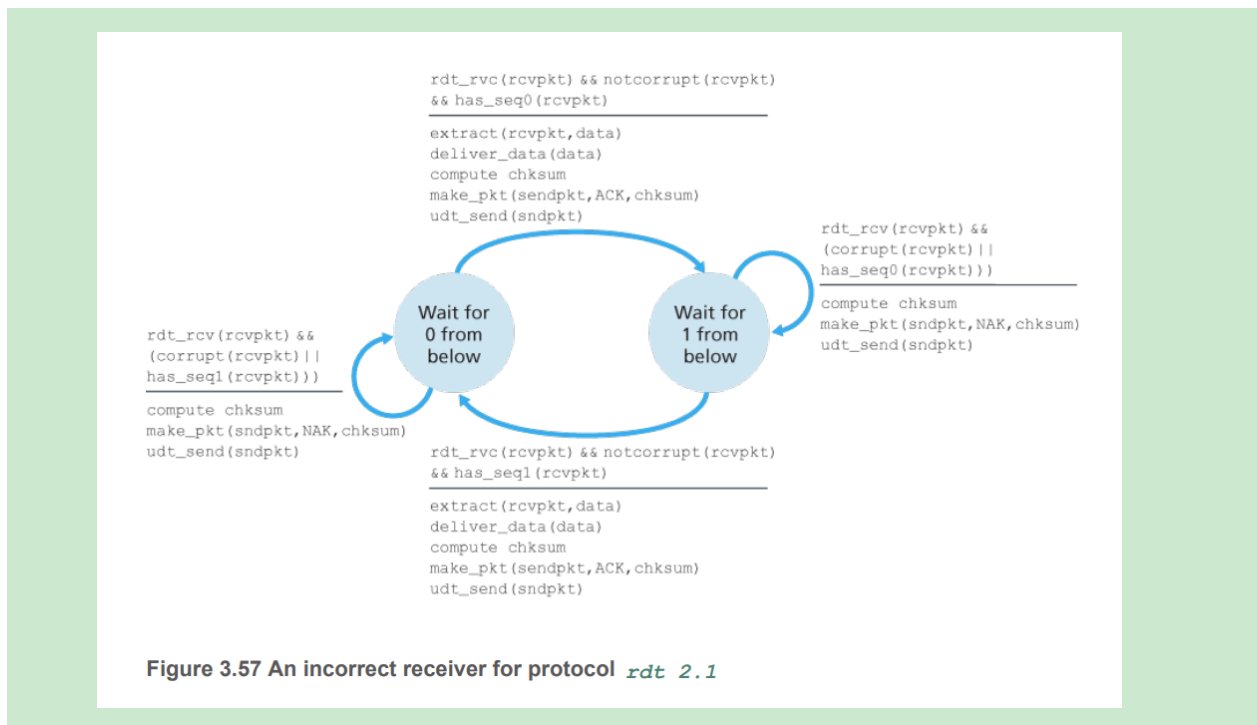 rdt_rvc(rcvpkt) && notcorrupt(rcvpkt)
&& has_seq0(rcvpkt)
extract(rcvpkt,data)
deliver_data(data)
compute chksum
make_pkt(sendpkt,ACK,chksum)
udt_send(sndpkt)
rdt_rcv(rcvpkt) &&
(corrupt(rcvpkt)||
has_seq0(rcvpkt)))
compute chksum
make_pkt(sndpkt,NAK,chksum)
udt_send(sndpkt)
Wait for
0 from
below
Wait for
1 from
below
rdt_rcv(rcvpkt) &&
(corrupt(rcvpkt)||
has_seq1(rcvpkt)))
compute chksum
make_pkt(sndpkt,NAK,chksum)
udt_send(sndpkt)
rdt_rvc(rcvpkt) && notcorrupt(rcvpkt)
&& has_seq1(rcvpkt)
extract(rcvpkt,data)
deliver_data(data)
compute chksum
make_pkt(sendpkt,ACK,chksum)
udt_send(sndpkt)
Figure 3.57 An incorrect receiver for protocol rdt 2.1